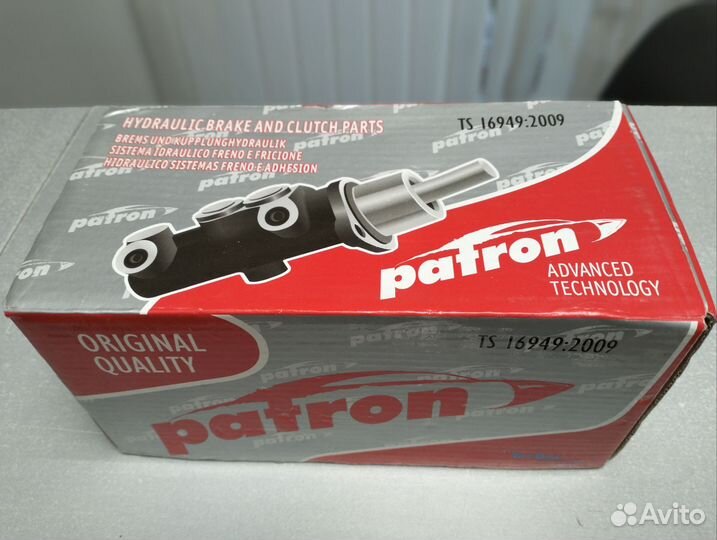 HYDRAULIC BRAKE AND CLUTCH PARTS
BREMS UND KUPPLUNGHYDRAULIK
SISTEMA IDRAULICO FRENO E FRICIONE
HIDRAULICO SISTEMAS FRENO E ADHESION
TS 16949:2009
patron
patron
ADVANCED
TECHNOLOGY
ORIGINAL
QUALITY
TS 16949:2009
patron
Avito